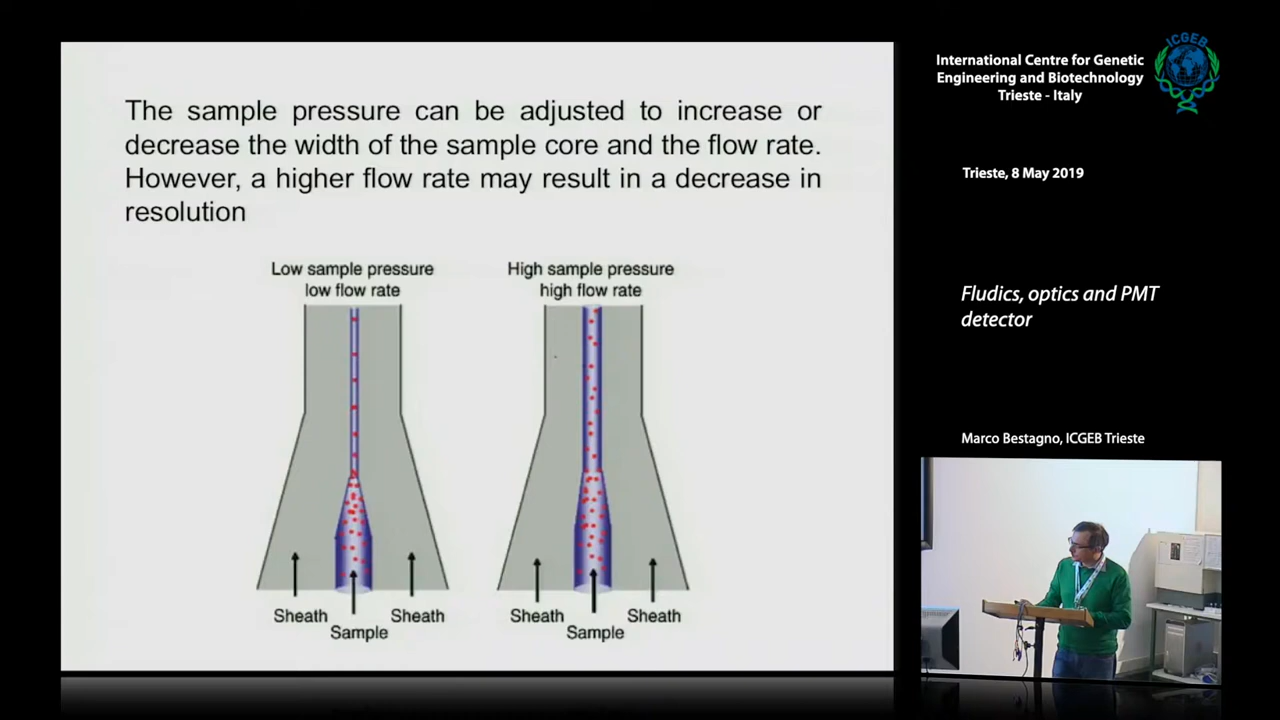 The sample pressure can be adjusted to increase or
decrease the width of the sample core and the flow rate.
However, a higher flow rate may result in a decrease in
resolution
Low sample pressure
low flow rate
High sample pressure
high flow rate
Sheath
Sample
Sheath
Sheath
Sample
Sheath
International Centre for Genetic
Engineering and Biotechnology
Trieste - Italy
ICGEB
Trieste, 8 May 2019
Fludics, optics and PMT
detector
Marco Bestagno, ICGEB Trieste